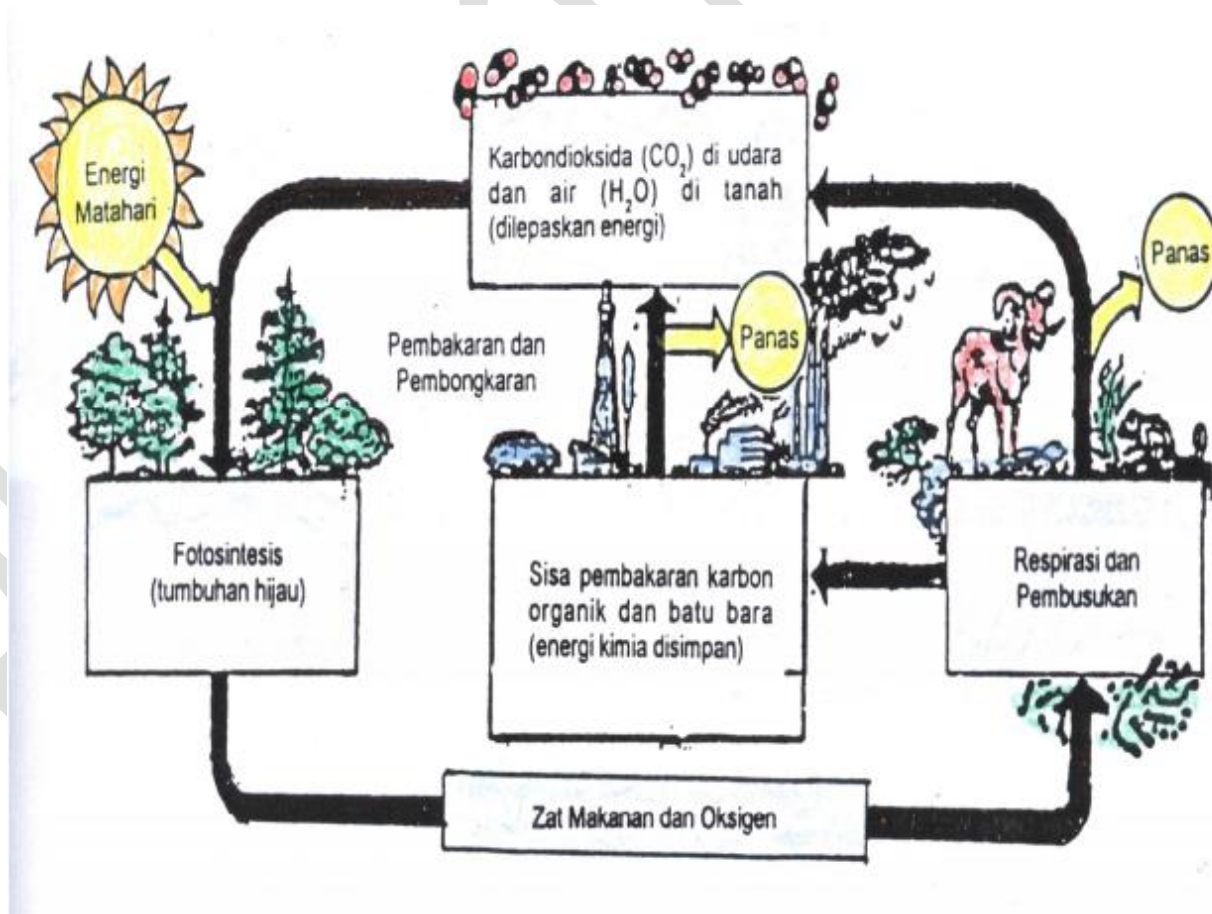 Energi
Matahari
Karbondioksida (CO₂) di udara
dan air (H₂O) di tanah
(dilepaskan energi)
Panas
Pembakaran dan
Pembongkaran
Panas
Fotosintesis
(tumbuhan hijau)
Sisa pembakaran karbon
organik dan batu bara
(energi kimia disimpan)
Respirasi dan
Pembusukan
Zat Makanan dan Oksigen